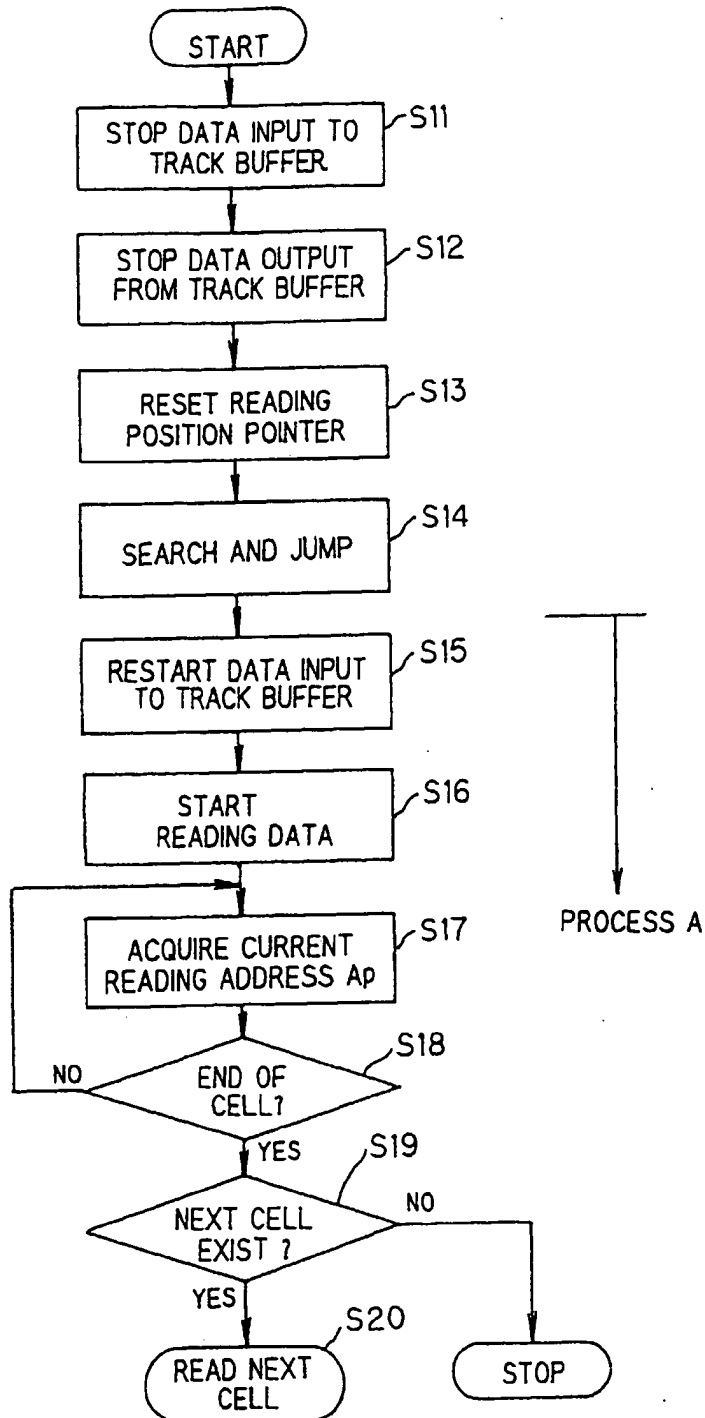 START
S11
STOP DATA INPUT TO
TRACK BUFFER
S12
STOP DATA OUTPUT
FROM TRACK BUFFER
S13
RESET READING
POSITION POINTER
S14
SEARCH AND JUMP
S15
RESTART DATA INPUT
TO TRACK BUFFER
S16
START
READING DATA
PROCESS A
S17
ACQUIRE CURRENT
READING ADDRESS Ap
S18
NO
END OF
CELL?
YES
S19
NO
NEXT CELL
EXIST ?
YES
S20
READ NEXT
CELL
STOP